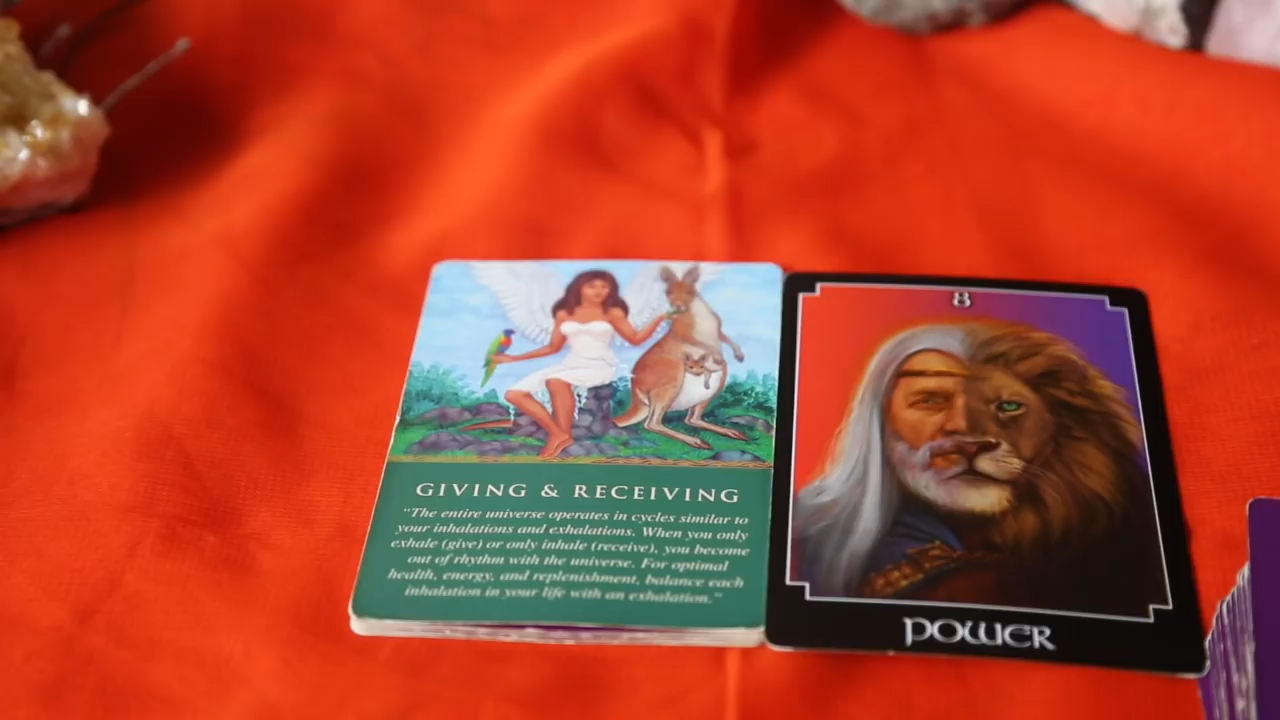 GIVING & RECEIVING
"The entire universe operates in cycles similar to
your inhalations and exhalations. When you only
exhale (give) or only inhale (receive), you become
out of rhythm with the universe. For optimal
health, energy, and replenishment, balance each
inhalation in your life with an exhalation."
8
POWER